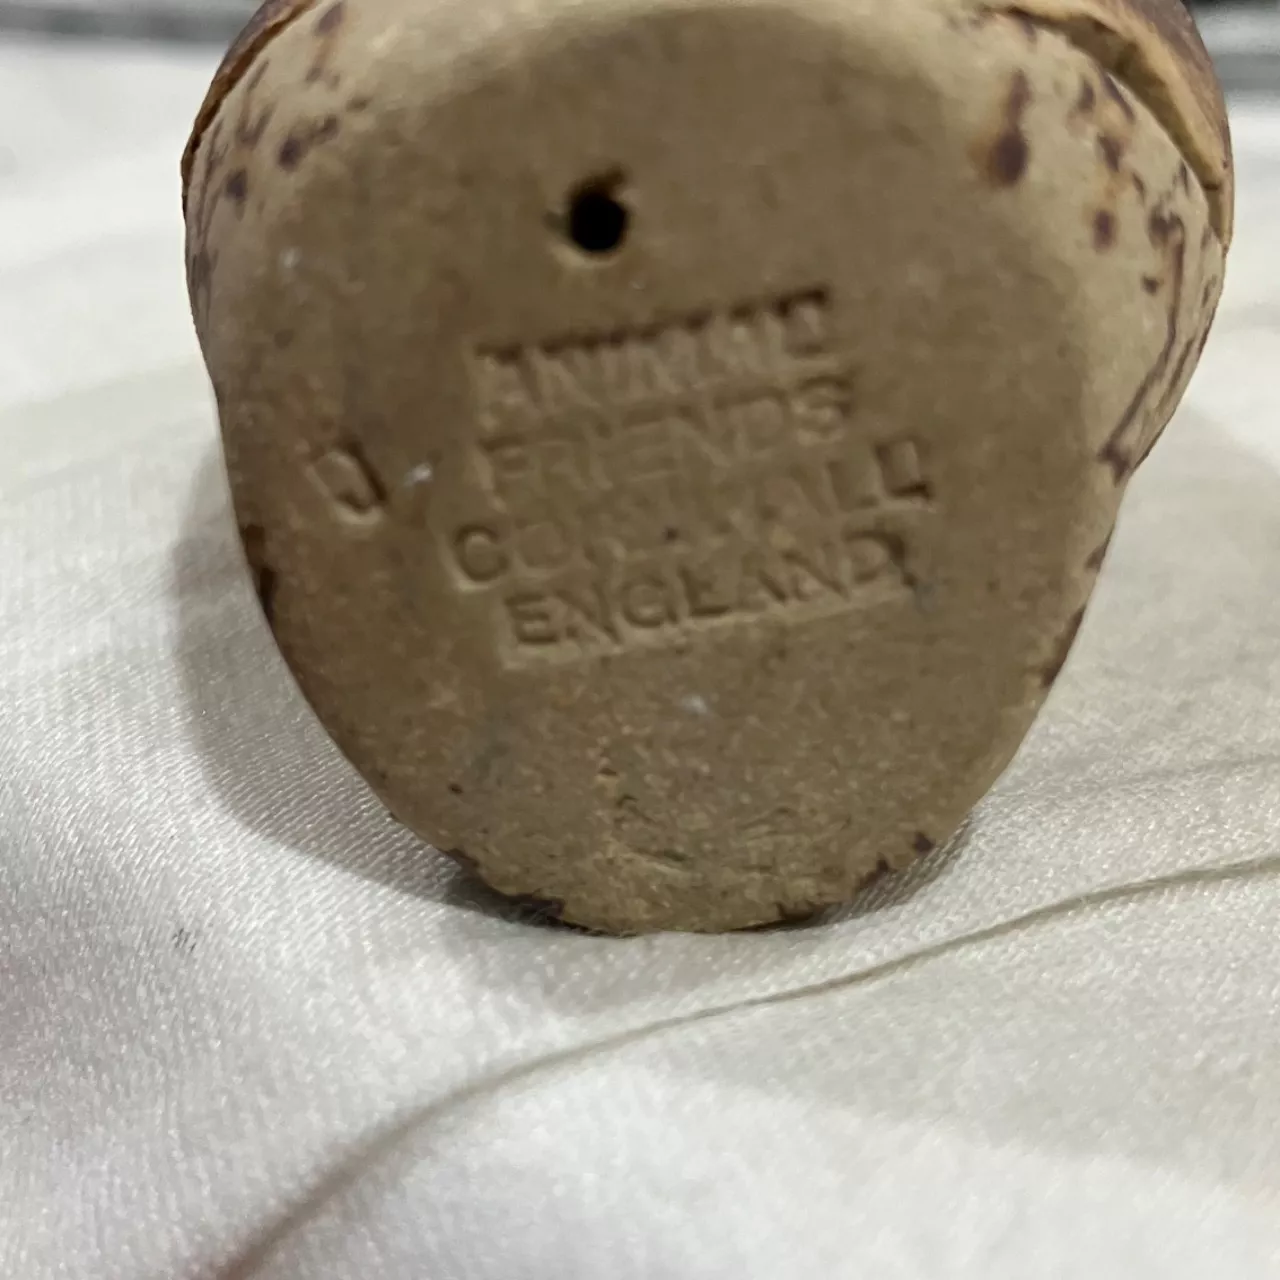 ANIMAL
FRIENDS
J
CORNWALL
ENGLAND